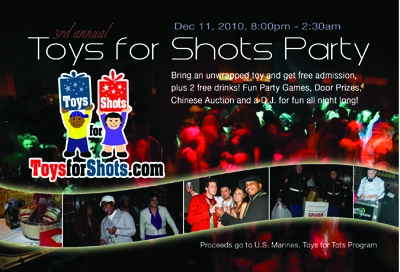 3rd annual
Dec 11, 2010, 8:00pm - 2:30am
Toys for Shots Party
Bring an unwrapped toy and get free admission,
plus 2 free drinks! Fun Party Games, Door Prizes,
Chinese Auction and a D.J. for fun all night long!
Toys Shots
for
ToysforShots.com
Proceeds go to U.S. Marines, Toys for Tots Program